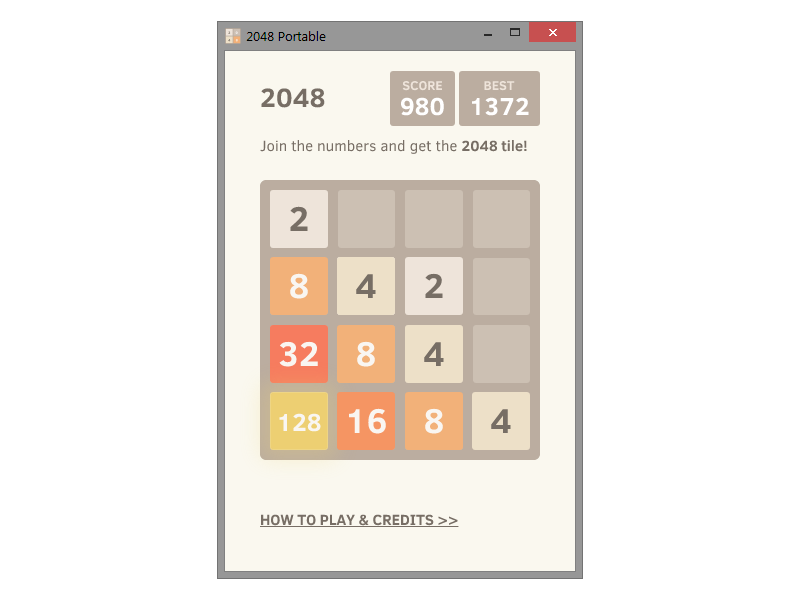 2048 Portable
2048
SCORE BEST
980 1372
Join the numbers and get the 2048 tile!
2
8 4 2
32 8 4
128 16 8 4
HOW TO PLAY & CREDITS >>